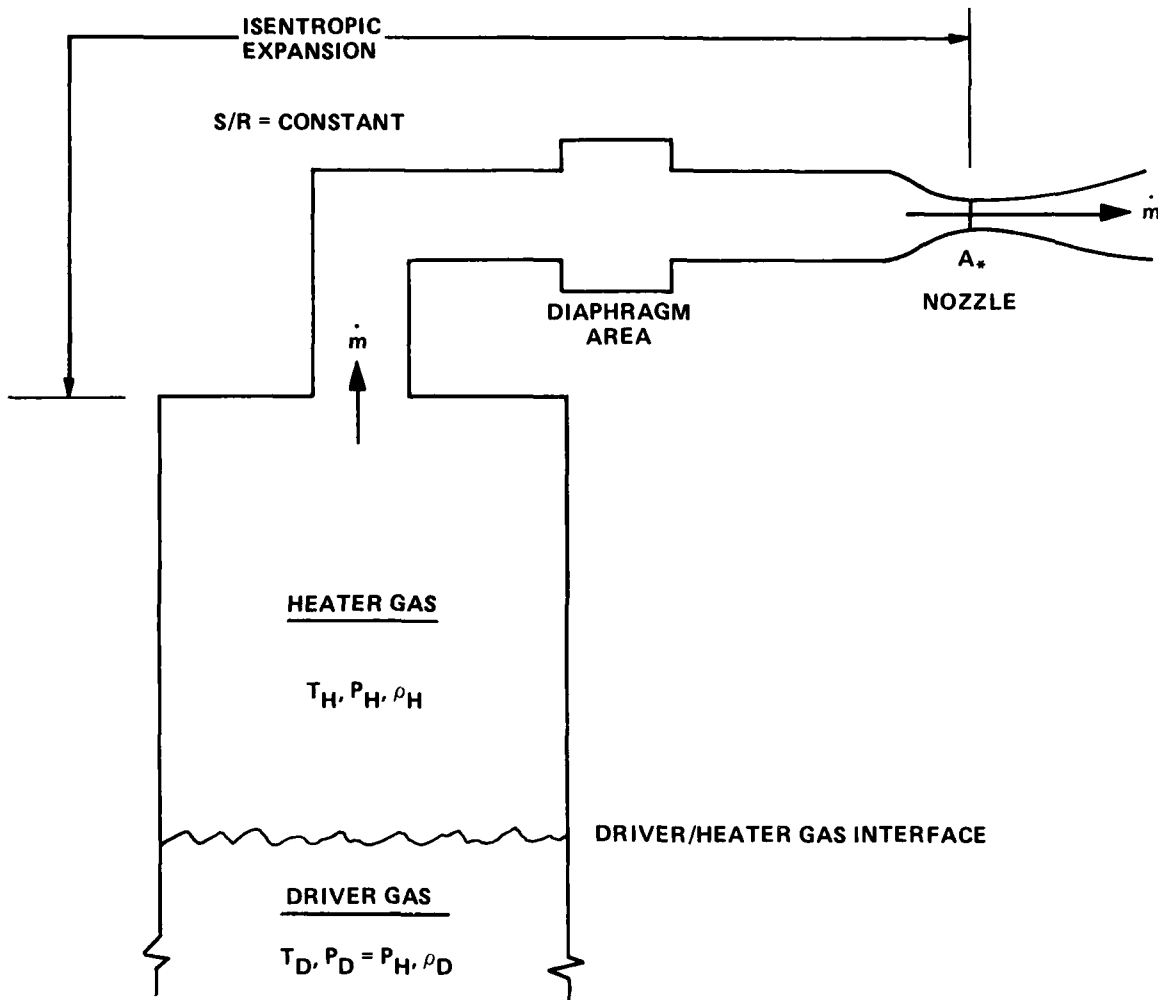 ISENTROPIC
EXPANSION
S/R = CONSTANT
ṁ
A*
NOZZLE
DIAPHRAGM
AREA
ṁ
HEATER GAS
T_H, P_H, ρ_H
DRIVER/HEATER GAS INTERFACE
DRIVER GAS
T_D, P_D = P_H, ρ_D